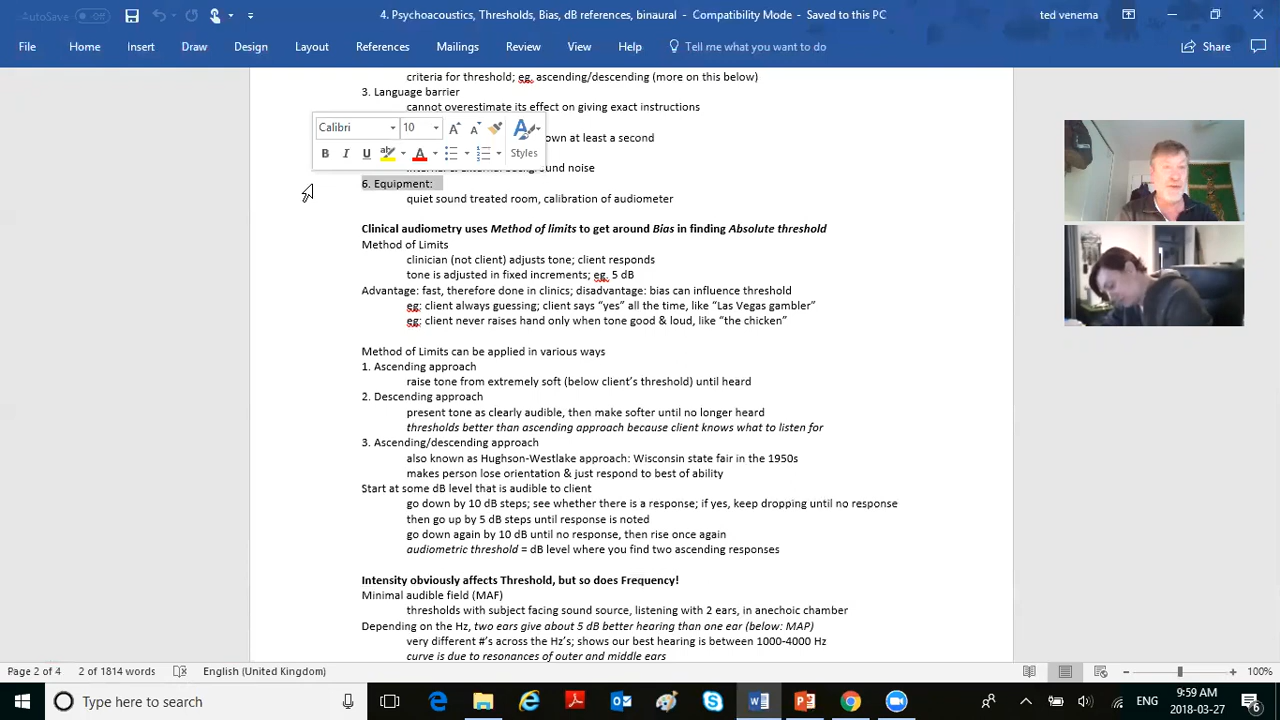 AutoSave
Off
4. Psychoacoustics, Thresholds, Bias, dB references, binaural - Compatibility Mode - Saved to this PC
ted venema
File Home Insert Draw Design Layout References Mailings Review View Help Tell me what you want to do Share
criteria for threshold; eg. ascending/descending (more on this below)
3. Language barrier
cannot overestimate its effect on giving exact instructions
Calibri 10
own at least a second
Styles
background noise
6. Equipment:
quiet sound treated room, calibration of audiometer
Clinical audiometry uses Method of limits to get around Bias in finding Absolute threshold
Method of Limits
clinician (not client) adjusts tone; client responds
tone is adjusted in fixed increments; eg. 5 dB
Advantage: fast, therefore done in clinics; disadvantage: bias can influence threshold
eg: client always guessing; client says “yes” all the time, like “Las Vegas gambler”
eg: client never raises hand only when tone good & loud, like “the chicken”
Method of Limits can be applied in various ways
1. Ascending approach
raise tone from extremely soft (below client’s threshold) until heard
2. Descending approach
present tone as clearly audible, then make softer until no longer heard
thresholds better than ascending approach because client knows what to listen for
3. Ascending/descending approach
also known as Hughson-Westlake approach: Wisconsin state fair in the 1950s
makes person lose orientation & just respond to best of ability
Start at some dB level that is audible to client
go down by 10 dB steps; see whether there is a response; if yes, keep dropping until no response
then go up by 5 dB steps until response is noted
go down again by 10 dB until no response, then rise once again
audiometric threshold = dB level where you find two ascending responses
Intensity obviously affects Threshold, but so does Frequency!
Minimal audible field (MAF)
thresholds with subject facing sound source, listening with 2 ears, in anechoic chamber
Depending on the Hz, two ears give about 5 dB better hearing than one ear (below: MAP)
very different #’s across the Hz’s; shows our best hearing is between 1000-4000 Hz
curve is due to resonances of outer and middle ears
Page 2 of 4 2 of 1814 words English (United Kingdom) 100%
Type here to search
ENG
9:59 AM
2018-03-27
6